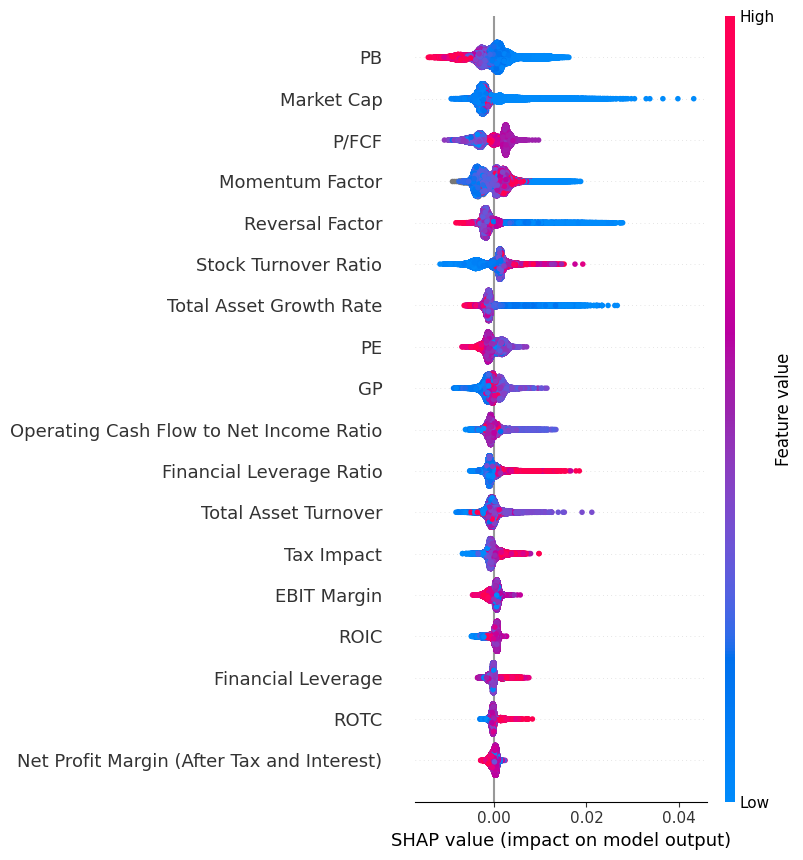 High
PB
Market Cap
P/FCF
Momentum Factor
Reversal Factor
Stock Turnover Ratio
Total Asset Growth Rate
PE
GP
Operating Cash Flow to Net Income Ratio
Financial Leverage Ratio
Total Asset Turnover
Tax Impact
EBIT Margin
ROIC
Financial Leverage
ROTC
Net Profit Margin (After Tax and Interest)
Feature value
Low
0.00 0.02 0.04
SHAP value (impact on model output)